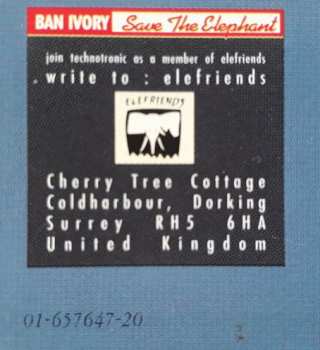 BAN IVORY Save The Elephant
join technotronic as a member of elefriends
write to : elefriends
ELEFRIENDS
Cherry Tree Cottage
Coldharbour, Dorking
Surrey RH5 6HA
United Kingdom
01-657647-20